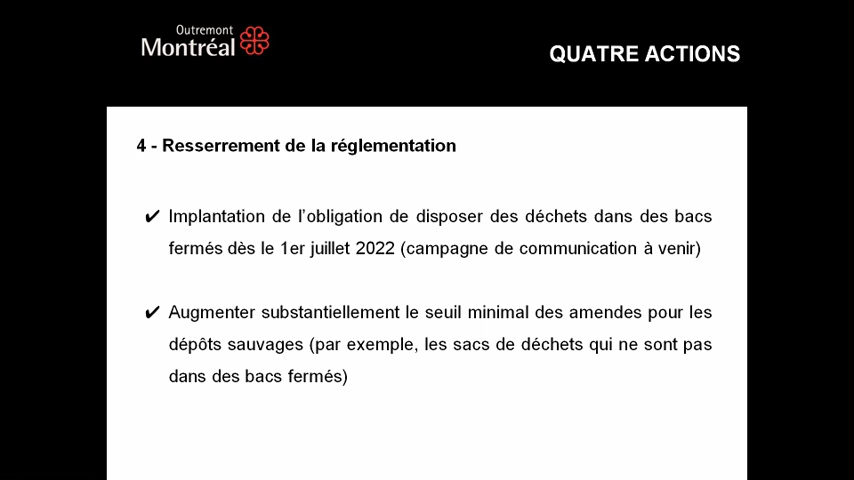 Outremont
Montréal
QUATRE ACTIONS
4 - Resserrement de la réglementation
✔ Implantation de l'obligation de disposer des déchets dans des bacs
fermés dès le 1er juillet 2022 (campagne de communication à venir)
✔ Augmenter substantiellement le seuil minimal des amendes pour les
dépôts sauvages (par exemple, les sacs de déchets qui ne sont pas
dans des bacs fermés)